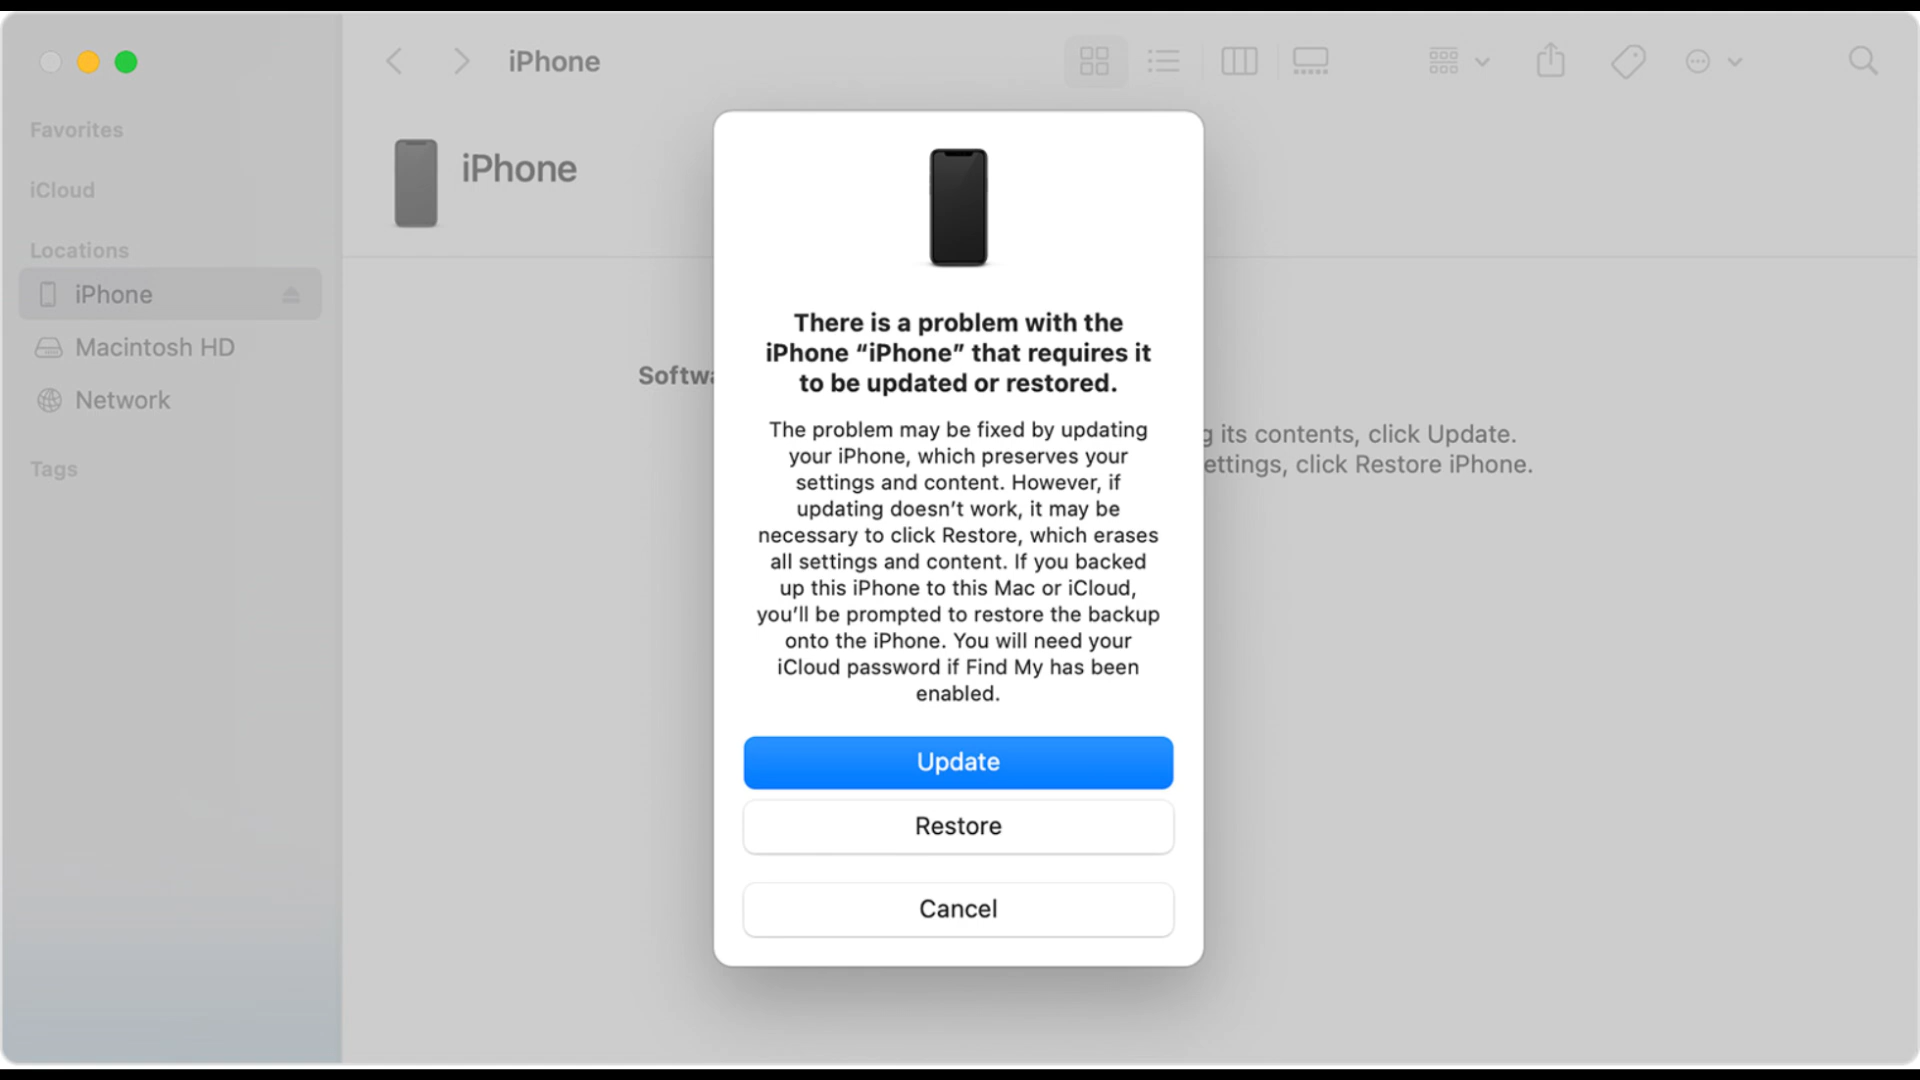 iPhone
Favorites
iCloud
Locations
iPhone
Macintosh HD
Network
Tags
iPhone
There is a problem with the
iPhone “iPhone” that requires it
to be updated or restored.
The problem may be fixed by updating
your iPhone, which preserves your
settings and content. However, if
updating doesn’t work, it may be
necessary to click Restore, which erases
all settings and content. If you backed
up this iPhone to this Mac or iCloud,
you’ll be prompted to restore the backup
onto the iPhone. You will need your
iCloud password if Find My has been
enabled.
Update
Restore
Cancel
its contents, click Update.
click Restore iPhone.